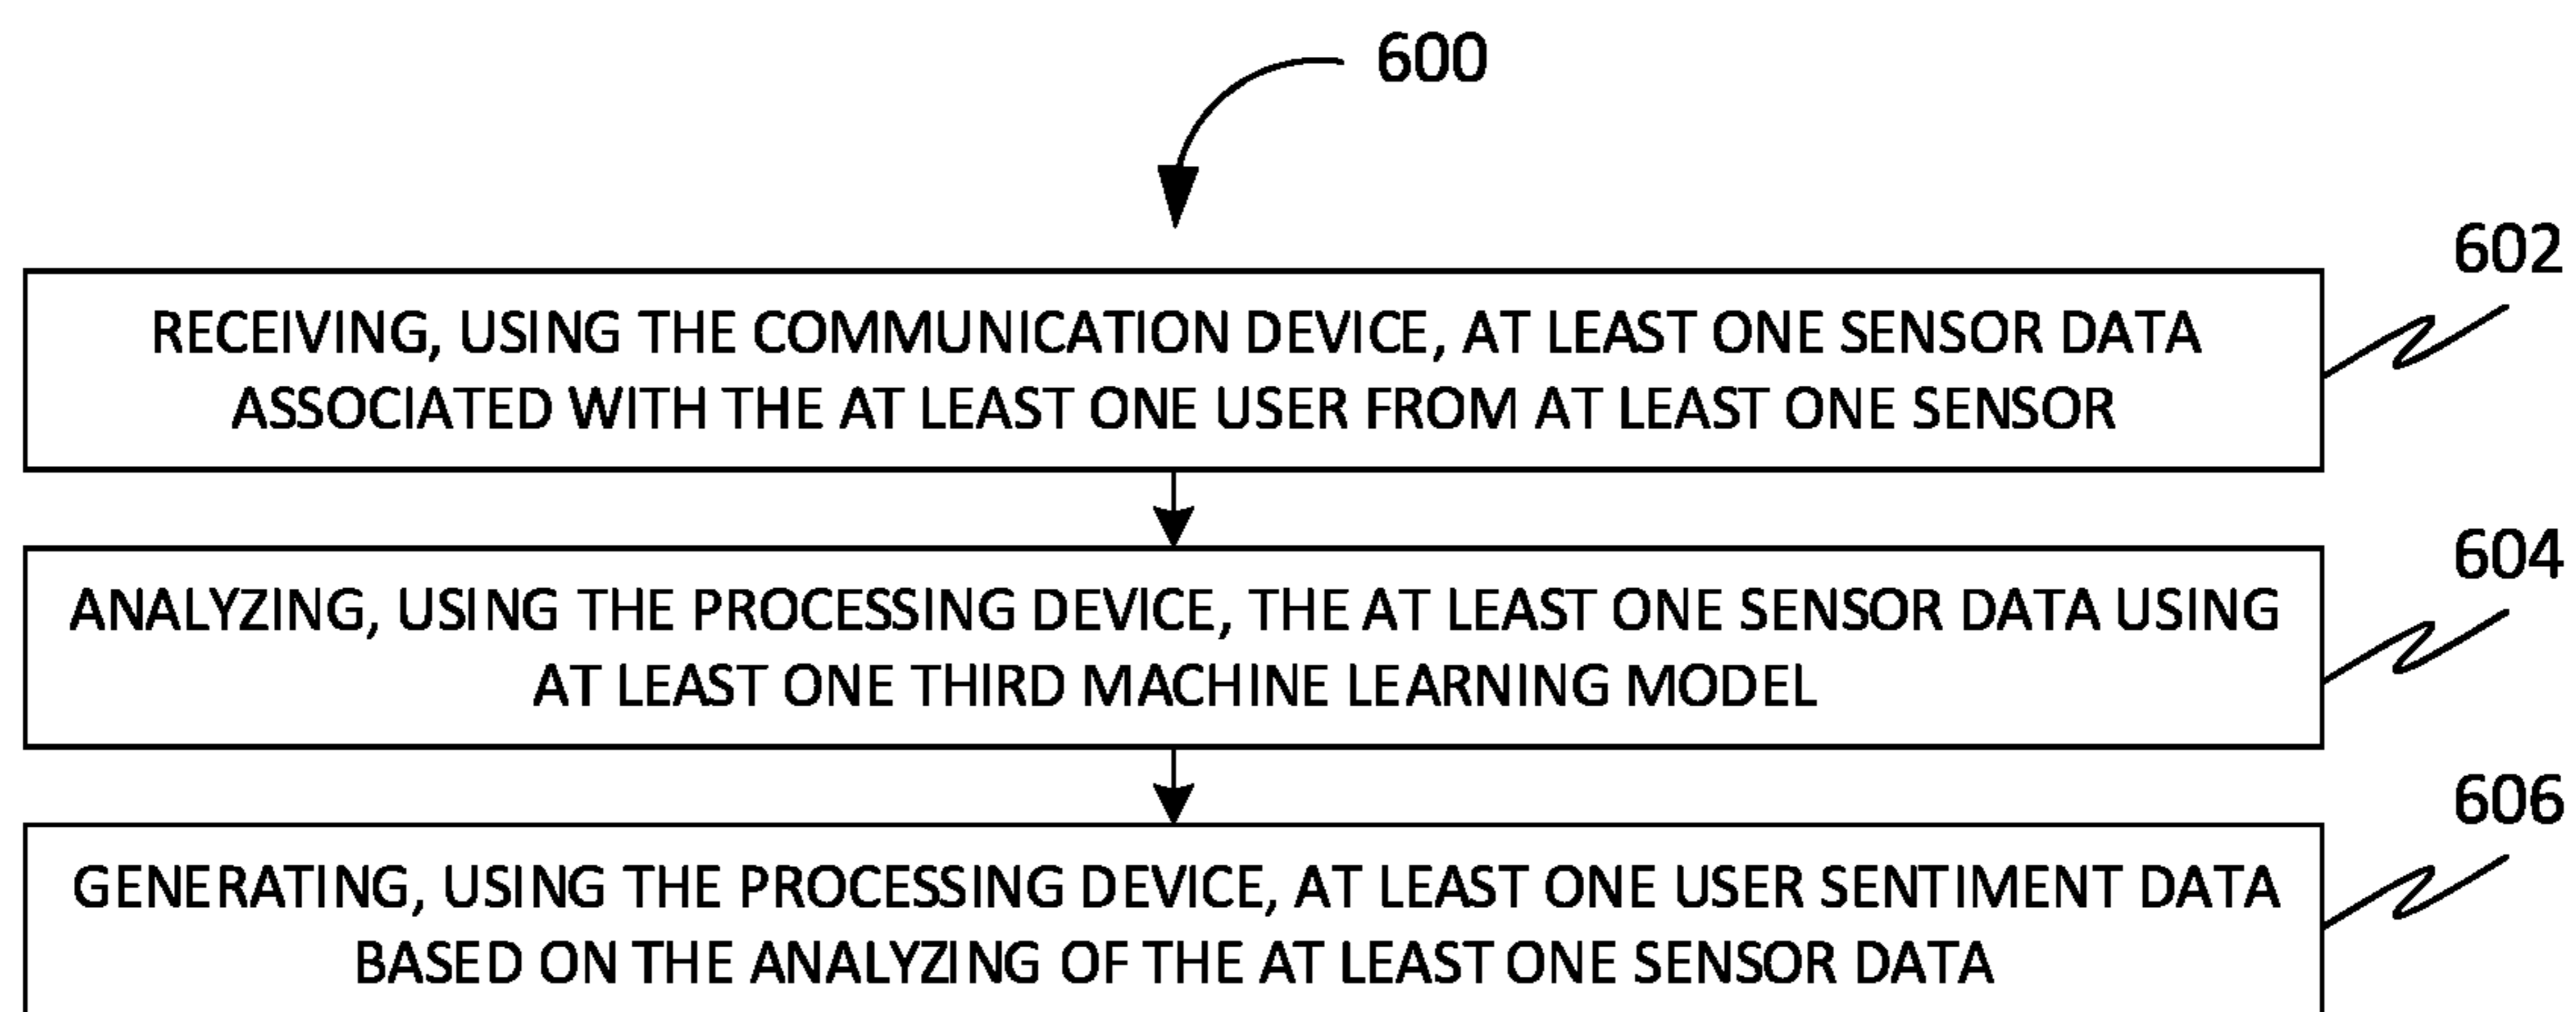 600
602
RECEIVING, USING THE COMMUNICATION DEVICE, AT LEAST ONE SENSOR DATA
ASSOCIATED WITH THE AT LEAST ONE USER FROM AT LEAST ONE SENSOR
604
ANALYZING, USING THE PROCESSING DEVICE, THE AT LEAST ONE SENSOR DATA USING
AT LEAST ONE THIRD MACHINE LEARNING MODEL
606
GENERATING, USING THE PROCESSING DEVICE, AT LEAST ONE USER SENTIMENT DATA
BASED ON THE ANALYZING OF THE AT LEAST ONE SENSOR DATA